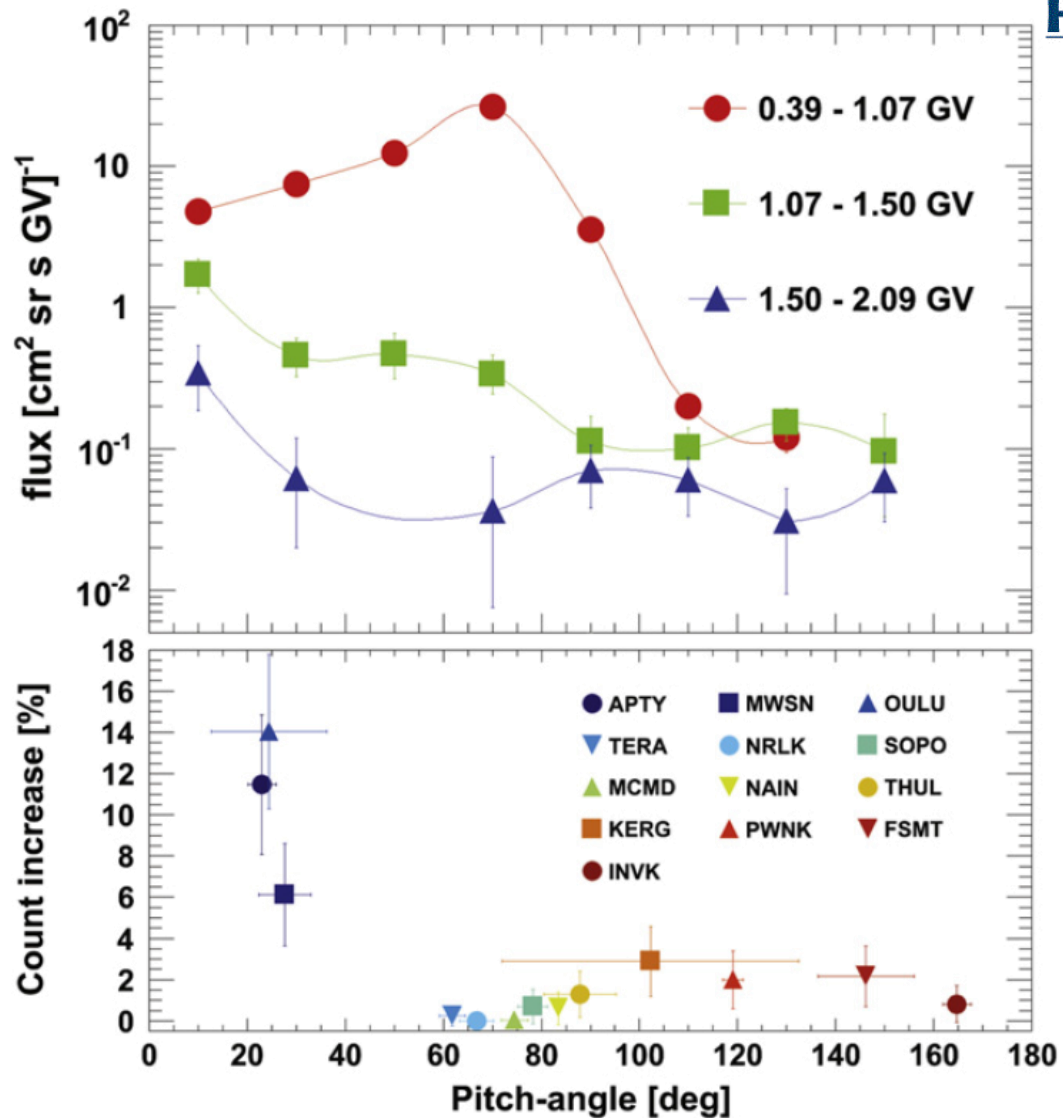 10²
10
1
10⁻¹
10⁻²
flux [cm² sr s GV]⁻¹
0.39 - 1.07 GV
1.07 - 1.50 GV
1.50 - 2.09 GV
18
16
14
12
10
8
6
4
2
0
Count increase [%]
APTY MWSN OULU
TERA NRLK SOPO
MCMD NAIN THUL
KERG PWNK FSMT
INVK
0 20 40 60 80 100 120 140 160 180
Pitch-angle [deg]